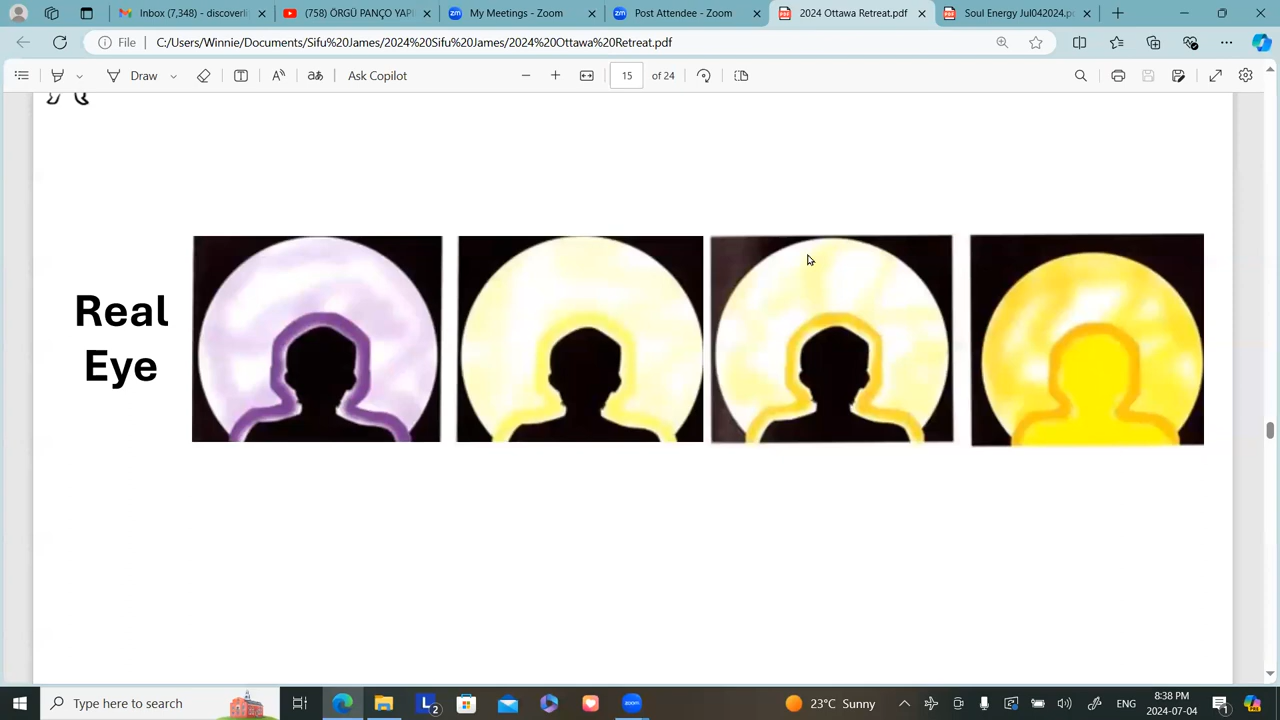 Inbox (7,348) - discoverli
(758) ÖRGÜ PANÇO YAPI
My Meetings - Zoom
Post Attendee - Zoom
2024 Ottawa Retreat.pdf
Soul Energy Jul042024.p
File
C:/Users/Winnie/Documents/Sifu%20James/2024%20Sifu%20James/2024%20Ottawa%20Retreat.pdf
Draw
Ask Copilot
15
of 24
Real
Eye
Type here to search
23°C Sunny
ENG
8:38 PM
2024-07-04